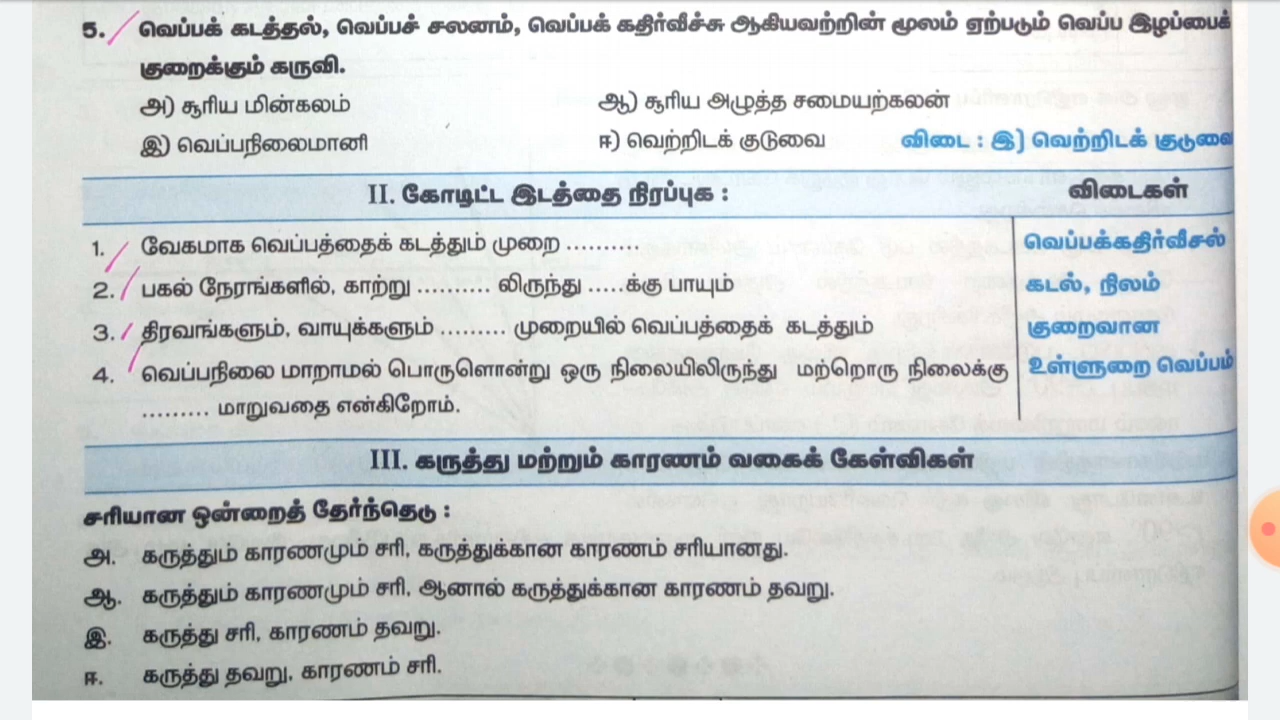 5. வெப்பக் கடத்தல், வெப்பச் சலனம், வெப்பக் கதிர்வீச்சு ஆகியவற்றின் மூலம் ஏற்படும் வெப்ப இழப்பைக்
குறைக்கும் கருவி.
அ) சூரிய மின்கலம் ஆ) சூரிய அழுத்த சமையற்கலன்
இ) வெப்பநிலைமானி ஈ) வெற்றிடக் குடுவை விடை : இ] வெற்றிடக் குடுவை
II. கோடிட்ட இடத்தை நிரப்புக : விடைகள்
1. வேகமாக வெப்பத்தைக் கடத்தும் முறை ......... வெப்பக்கதிர்வீசல்
2. பகல் நேரங்களில், காற்று ......... லிருந்து .....க்கு பாயும் கடல், நிலம்
3. திரவங்களும், வாயுக்களும் ......... முறையில் வெப்பத்தைக் கடத்தும் குறைவான
4. வெப்பநிலை மாறாமல் பொருளொன்று ஒரு நிலையிலிருந்து மற்றொரு நிலைக்கு உள்ளுறை வெப்பம்
......... மாறுவதை என்கிறோம்.
III. கருத்து மற்றும் காரணம் வகைக் கேள்விகள்
சரியான ஒன்றைத் தேர்ந்தெடு :
அ. கருத்தும் காரணமும் சரி, கருத்துக்கான காரணம் சரியானது.
ஆ. கருத்தும் காரணமும் சரி, ஆனால் கருத்துக்கான காரணம் தவறு.
இ. கருத்து சரி, காரணம் தவறு.
ஈ. கருத்து தவறு, காரணம் சரி.